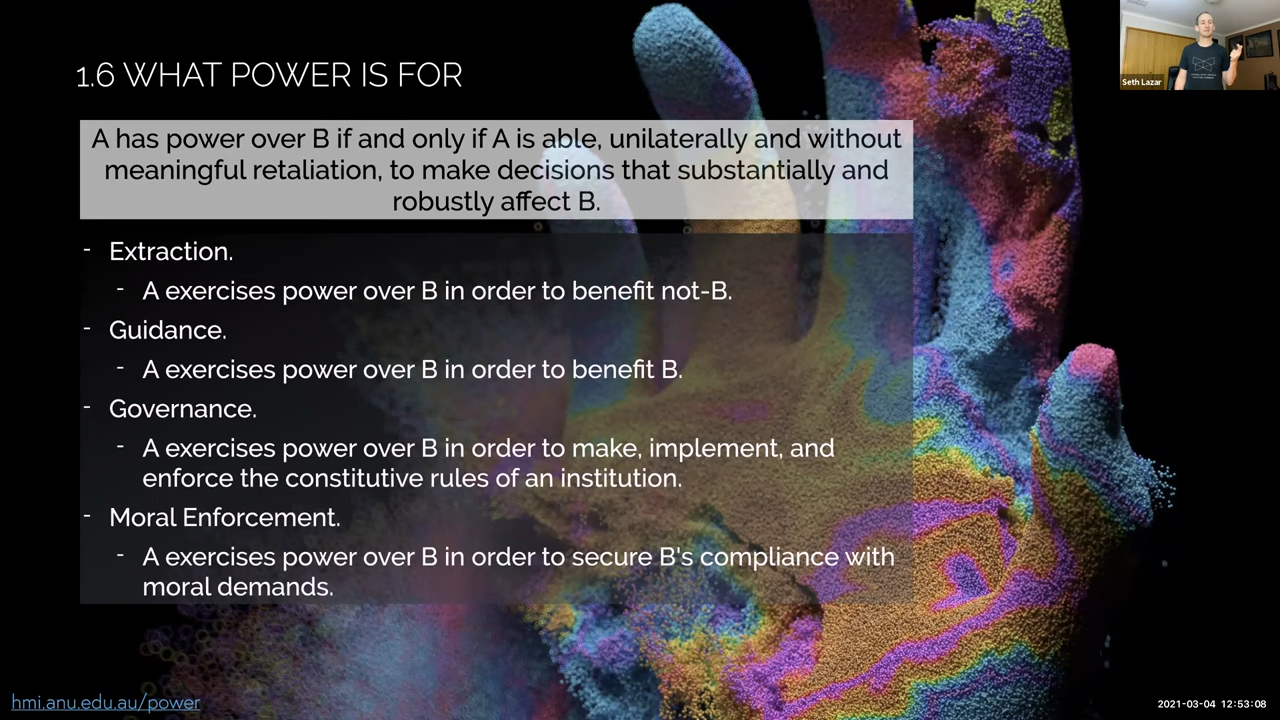 1.6 WHAT POWER IS FOR
Seth Lazar
A has power over B if and only if A is able, unilaterally and without
meaningful retaliation, to make decisions that substantially and
robustly affect B.
- Extraction.
- A exercises power over B in order to benefit not-B.
- Guidance.
- A exercises power over B in order to benefit B.
- Governance.
- A exercises power over B in order to make, implement, and
enforce the constitutive rules of an institution.
- Moral Enforcement.
- A exercises power over B in order to secure B's compliance with
moral demands.
hmi.anu.edu.au/power
2021-03-04 12:53:08